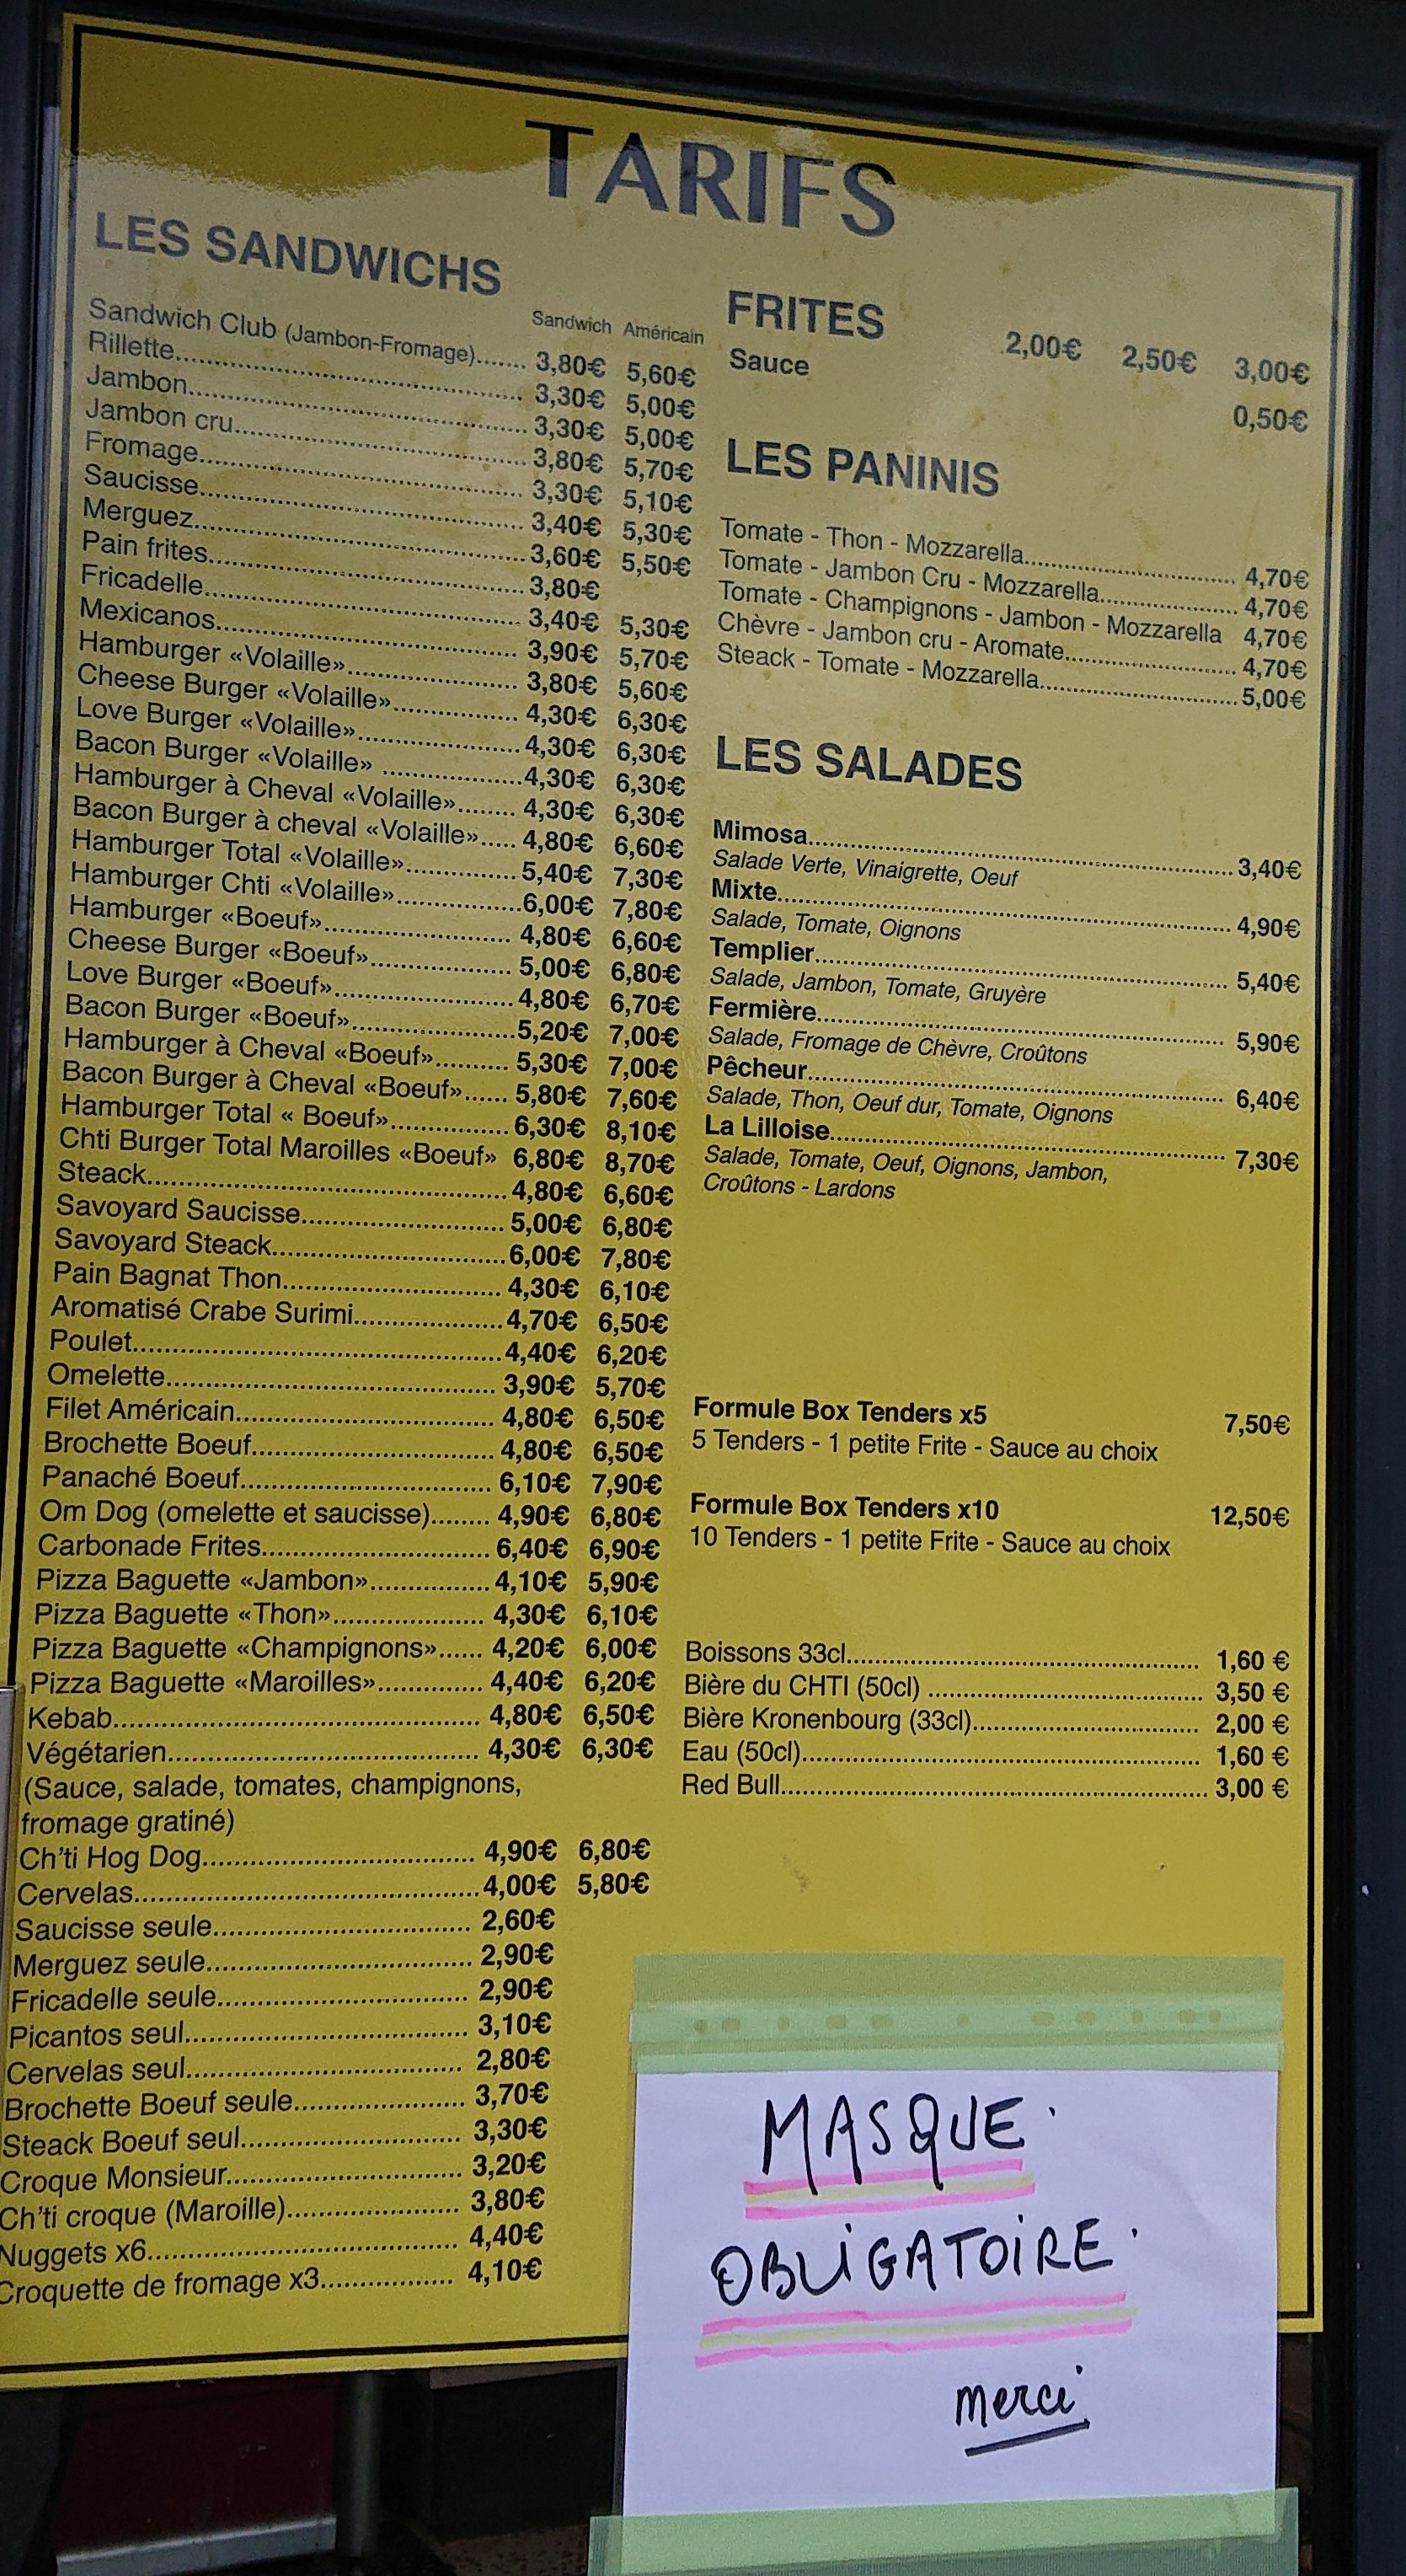 TARIFS
LES SANDWICHS
Sandwich Américain
Sandwich Club (Jambon-Fromage)....... 3,80€ 5,60€
Rillette.......... 3,30€ 5,00€
Jambon.......... 3,30€ 5,00€
Jambon cru.......... 3,80€ 5,70€
Fromage.......... 3,30€ 5,10€
Saucisse.......... 3,40€ 5,30€
Merguez.......... 3,60€ 5,50€
Pain frites.......... 3,80€
Fricadelle.......... 3,40€ 5,30€
Mexicanos.......... 3,90€ 5,70€
Hamburger «Volaille».......... 3,80€ 5,60€
Cheese Burger «Volaille».......... 4,30€ 6,30€
Love Burger «Volaille».......... 4,30€ 6,30€
Bacon Burger «Volaille» .......... 4,30€ 6,30€
Hamburger à Cheval «Volaille»........ 4,30€ 6,30€
Bacon Burger à cheval «Volaille»..... 4,80€ 6,60€
Hamburger Total «Volaille».......... 5,40€ 7,30€
Hamburger Chti «Volaille».......... 6,00€ 7,80€
Hamburger «Boeuf».......... 4,80€ 6,60€
Cheese Burger «Boeuf».......... 5,00€ 6,80€
Love Burger «Boeuf».......... 4,80€ 6,70€
Bacon Burger «Boeuf».......... 5,20€ 7,00€
Hamburger à Cheval «Boeuf».......... 5,30€ 7,00€
Bacon Burger à Cheval «Boeuf»...... 5,80€ 7,60€
Hamburger Total « Boeuf».......... 6,30€ 8,10€
Chti Burger Total Maroilles «Boeuf» 6,80€ 8,70€
Steack.......... 4,80€ 6,60€
Savoyard Saucisse.......... 5,00€ 6,80€
Savoyard Steack.......... 6,00€ 7,80€
Pain Bagnat Thon.......... 4,30€ 6,10€
Aromatisé Crabe Surimi.......... 4,70€ 6,50€
Poulet.......... 4,40€ 6,20€
Omelette.......... 3,90€ 5,70€
Filet Américain.......... 4,80€ 6,50€
Brochette Boeuf.......... 4,80€ 6,50€
Panaché Boeuf.......... 6,10€ 7,90€
Om Dog (omelette et saucisse)........ 4,90€ 6,80€
Carbonade Frites.......... 6,40€ 6,90€
Pizza Baguette «Jambon».......... 4,10€ 5,90€
Pizza Baguette «Thon».......... 4,30€ 6,10€
Pizza Baguette «Champignons»...... 4,20€ 6,00€
Pizza Baguette «Maroilles».......... 4,40€ 6,20€
Kebab.......... 4,80€ 6,50€
Végétarien.......... 4,30€ 6,30€
(Sauce, salade, tomates, champignons,
fromage gratiné)
Ch'ti Hog Dog.......... 4,90€ 6,80€
Cervelas.......... 4,00€ 5,80€
Saucisse seule.......... 2,60€
Merguez seule.......... 2,90€
Fricadelle seule.......... 2,90€
Picantos seul.......... 3,10€
Cervelas seul.......... 2,80€
Brochette Boeuf seule.......... 3,70€
Steack Boeuf seul.......... 3,30€
Croque Monsieur.......... 3,20€
Ch'ti croque (Maroille).......... 3,80€
Nuggets x6.......... 4,40€
Croquette de fromage x3.......... 4,10€
FRITES 2,00€ 2,50€ 3,00€
Sauce 0,50€
LES PANINIS
Tomate - Thon - Mozzarella.......... 4,70€
Tomate - Jambon Cru - Mozzarella.......... 4,70€
Tomate - Champignons - Jambon - Mozzarella 4,70€
Chèvre - Jambon cru - Aromate.......... 4,70€
Steack - Tomate - Mozzarella.......... 5,00€
LES SALADES
Mimosa.......... 3,40€
Salade Verte, Vinaigrette, Oeuf
Mixte.......... 4,90€
Salade, Tomate, Oignons
Templier.......... 5,40€
Salade, Jambon, Tomate, Gruyère
Fermière.......... 5,90€
Salade, Fromage de Chèvre, Croûtons
Pêcheur.......... 6,40€
Salade, Thon, Oeuf dur, Tomate, Oignons
La Lilloise.......... 7,30€
Salade, Tomate, Oeuf, Oignons, Jambon,
Croûtons - Lardons
Formule Box Tenders x5 7,50€
5 Tenders - 1 petite Frite - Sauce au choix
Formule Box Tenders x10 12,50€
10 Tenders - 1 petite Frite - Sauce au choix
Boissons 33cl.......... 1,60 €
Bière du CHTI (50cl) .......... 3,50 €
Bière Kronenbourg (33cl).......... 2,00 €
Eau (50cl).......... 1,60 €
Red Bull.......... 3,00 €
MASQUE
OBLiGATOiRE
merci